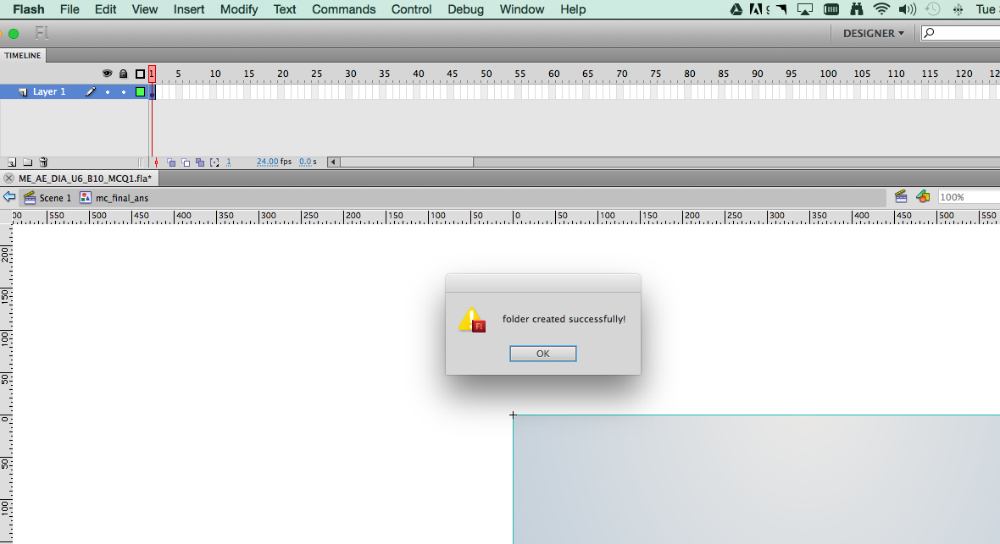 Flash File Edit View Insert Modify Text Commands Control Debug Window Help Tue
Fl DESIGNER
TIMELINE
1 5 10 15 20 25 30 35 40 45 50 55 60 65 70 75 80 85 90 95 100 105 110 115 120
Layer 1
1 24.00 fps 0.0 s
ME_AE_DIA_U6_B10_MCQ1.fla*
Scene 1 mc_final_ans 100%
550 500 450 400 350 300 250 200 150 100 50 0 50 100 150 200 250 300 350 400 450 500 550
200
150
folder created successfully!
Fl
100
OK
50
0
50
100